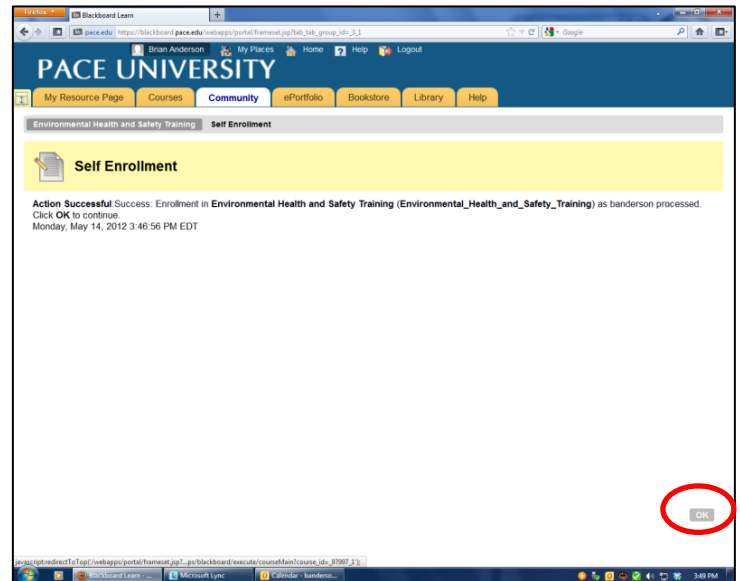 Firefox
Blackboard Learn
pace.edu https://blackboard.pace.edu/webapps/portal/frameset.jsp?tab_tab_group_id=_3_1
Google
Brian Anderson My Places Home Help Logout
PACE UNIVERSITY
My Resource Page Courses Community ePortfolio Bookstore Library Help
Environmental Health and Safety Training Self Enrollment
Self Enrollment
Action Successful: Success: Enrollment in Environmental Health and Safety Training (Environmental_Health_and_Safety_Training) as banderson processed.
Click OK to continue.
Monday, May 14, 2012 3:46:56 PM EDT
OK
javascript:redirectToTop('/webapps/portal/frameset.jsp?...ps/blackboard/execute/courseMain?course_id=_87997_1');
Blackboard Learn - ... Microsoft Lync Calendar - banderso... 3:49 PM